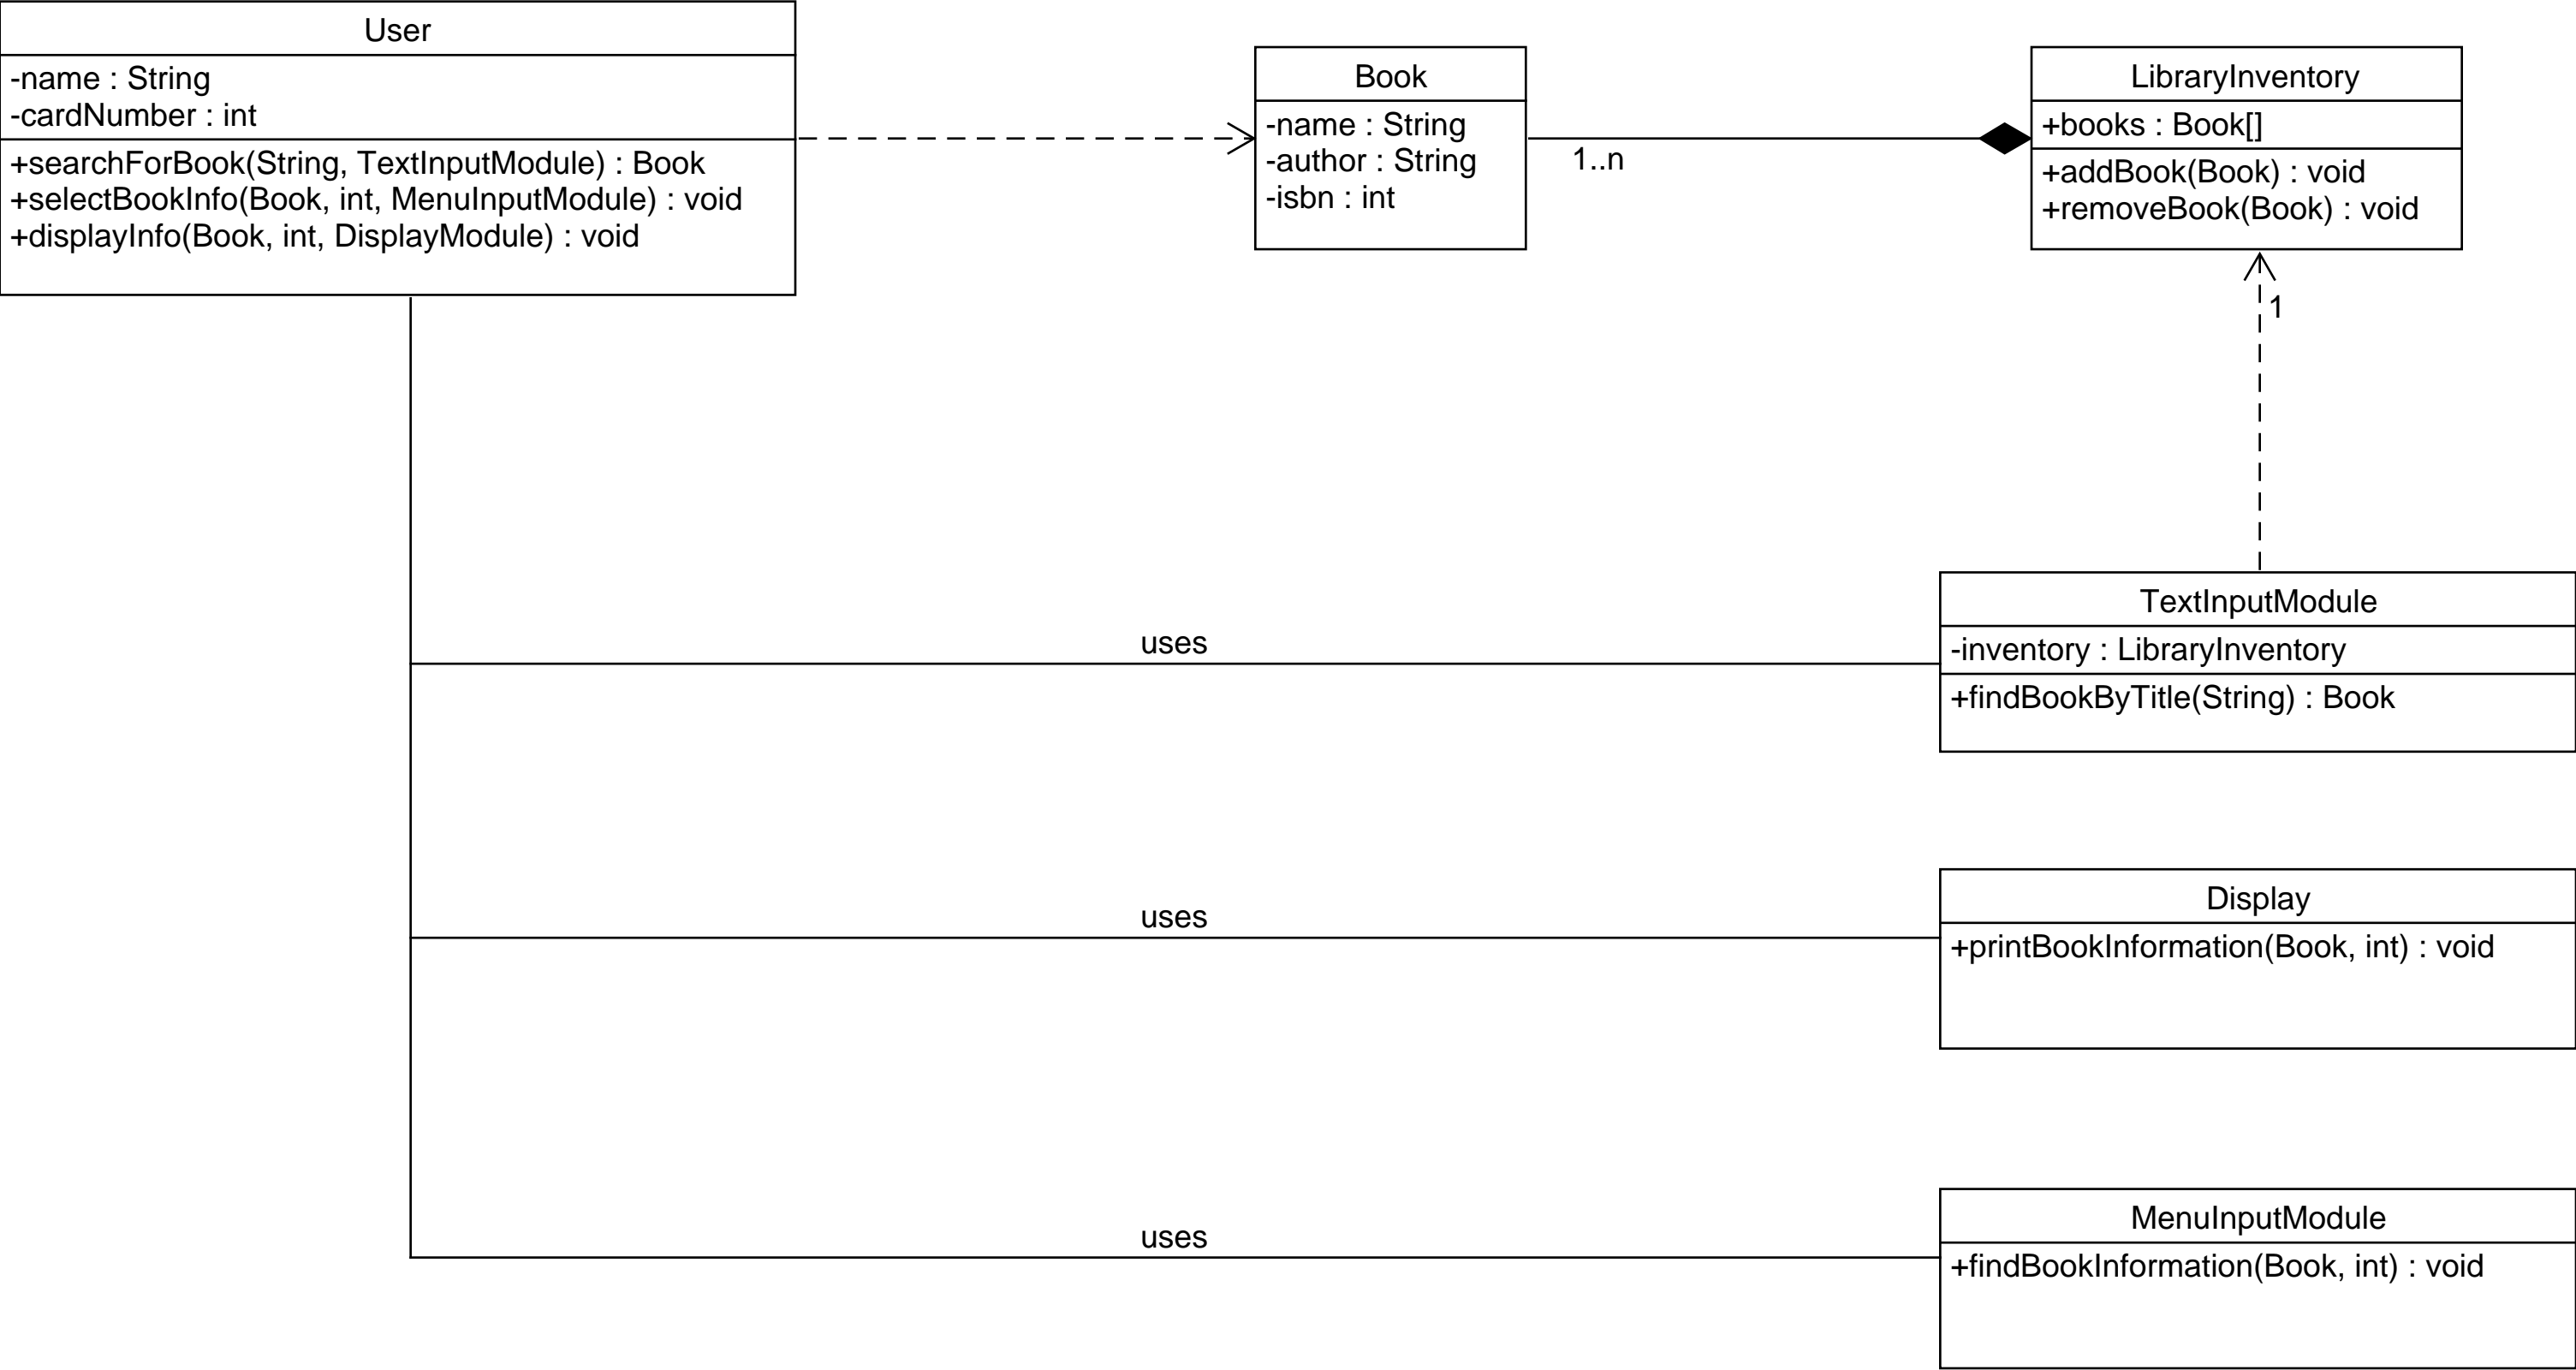 User
-name : String
-cardNumber : int
+searchForBook(String, TextInputModule) : Book
+selectBookInfo(Book, int, MenuInputModule) : void
+displayInfo(Book, int, DisplayModule) : void
Book
-name : String
-author : String
-isbn : int
1..n
LibraryInventory
+books : Book[]
+addBook(Book) : void
+removeBook(Book) : void
1
TextInputModule
-inventory : LibraryInventory
+findBookByTitle(String) : Book
uses
Display
+printBookInformation(Book, int) : void
uses
MenuInputModule
+findBookInformation(Book, int) : void
uses